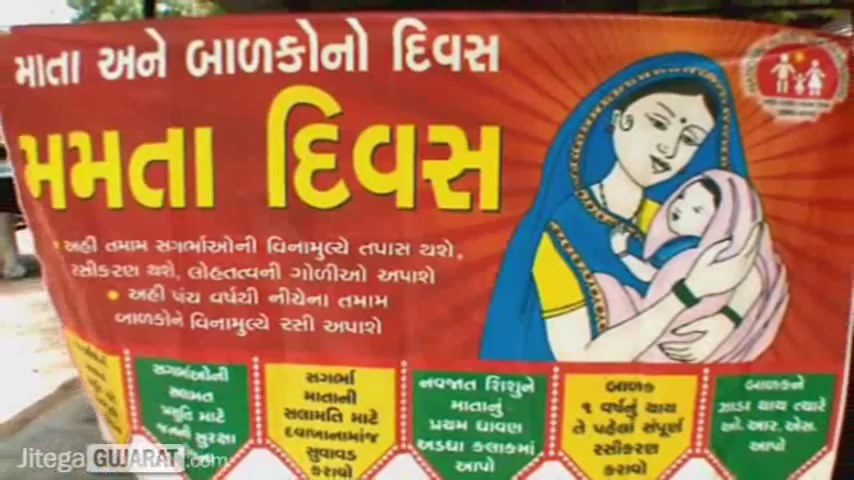 માતા અને બાળકોનો દિવસ
મમતા દિવસ
અહીં તમામ સગર્ભાઓની વિનામુલ્યે તપાસ થશે,
રસીકરણ થશે, લોહતત્વની ગોળીઓ અપાશે
અહીં પંચ વર્ષથી નીચેના તમામ
બાળકોને વિનામુલ્યે રસી અપાશે
સગર્ભાઓની
સલામત
પ્રસુતિ માટે
સુરક્ષા
સગર્ભા
માતાની
સલામતિ માટે
દવાખાનામાંજ
સુવાવડ
કરાવો
નવજાત શિશુને
માતાનું
પ્રથમ ધાવણ
અડધા કલાકમાં
આપો
બાળક
૧ વર્ષનું થાય
તે પહેલાં સંપૂર્ણ
રસીકરણ
કરાવો
બાળકને
ઝાડા થાય ત્યારે
ઓ. આર. એસ.
આપો
Jitega GUJARAT.com